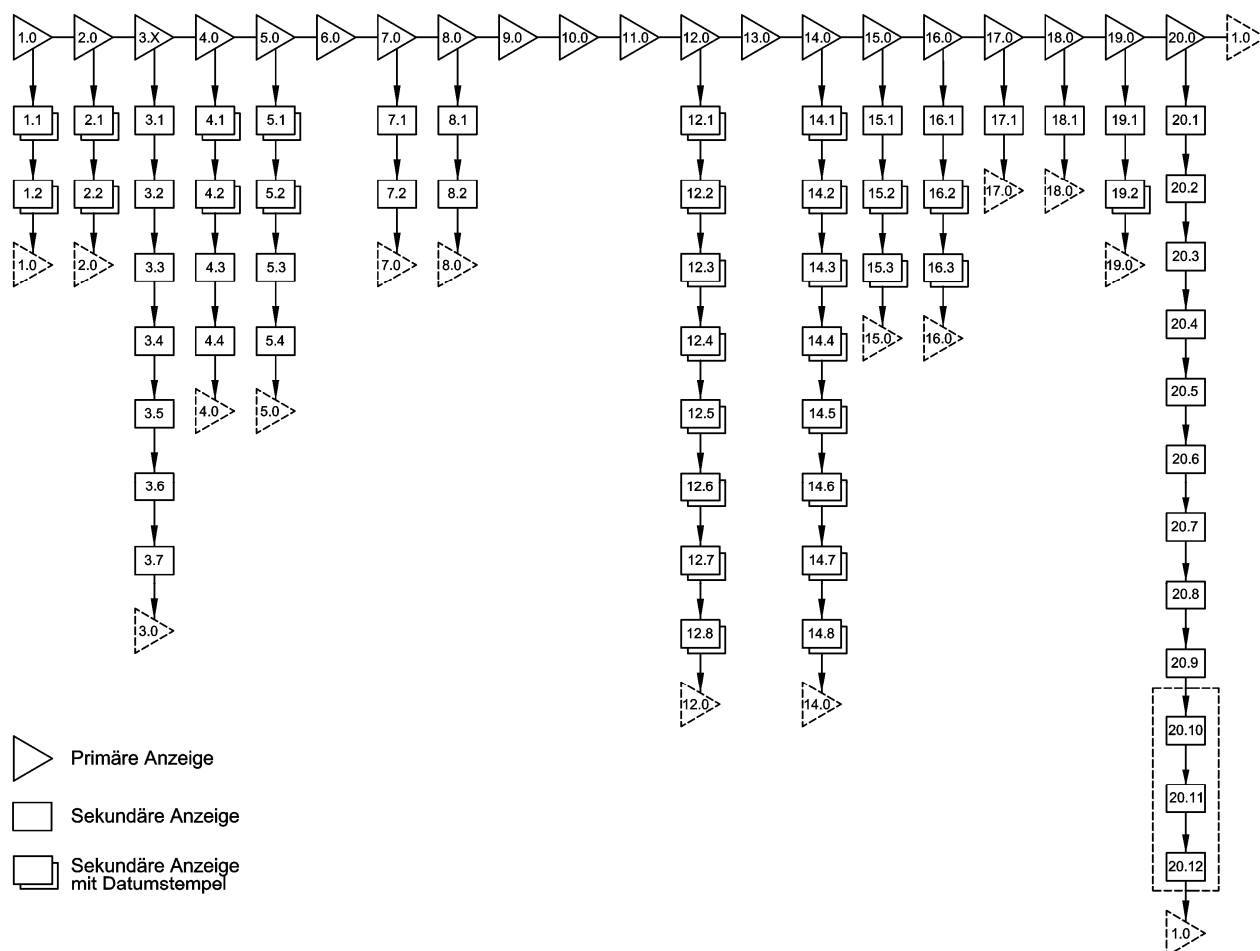 1.0 2.0 3.X 4.0 5.0 6.0 7.0 8.0 9.0 10.0 11.0 12.0 13.0 14.0 15.0 16.0 17.0 18.0 19.0 20.0 1.0
1.1 2.1 3.1 4.1 5.1 7.1 8.1 12.1 14.1 15.1 16.1 17.1 18.1 19.1 20.1
1.2 2.2 3.2 4.2 5.2 7.2 8.2 12.2 14.2 15.2 16.2 17.0 18.0 19.2 20.2
1.0 2.0 3.3 4.3 5.3 7.0 8.0 12.3 14.3 15.3 16.3 19.0 20.3
3.4 4.4 5.4 12.4 14.4 15.0 16.0 20.4
3.5 4.0 5.0 12.5 14.5 20.5
3.6 12.6 14.6 20.6
3.7 12.7 14.7 20.7
3.0 12.8 14.8 20.8
12.0 14.0 20.9
20.10
20.11
20.12
1.0
Primäre Anzeige
Sekundäre Anzeige
Sekundäre Anzeige
mit Datumstempel